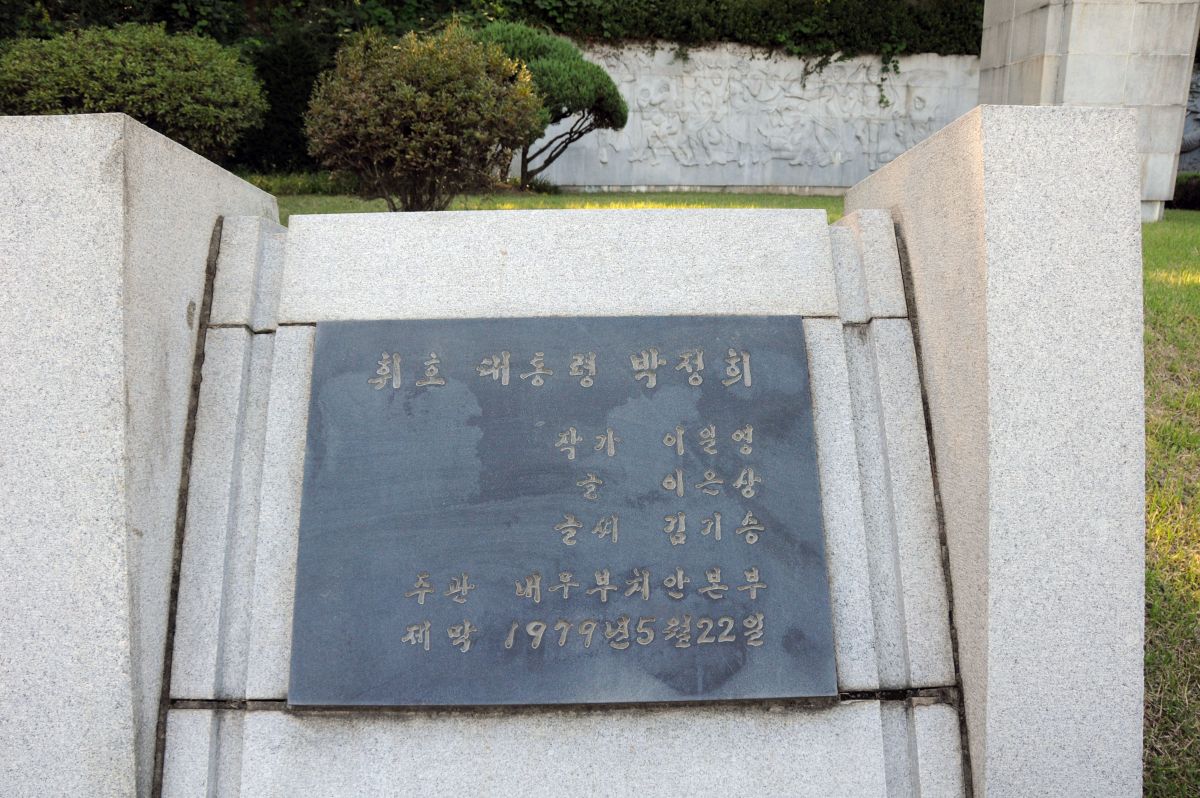 휘호 대통령 박정희
작가 이일영
글 이은상
글씨 김기승
주관 내무부치안본부
제막 1979년5월22일